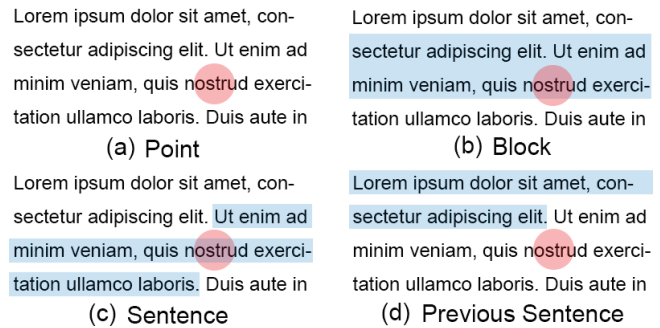 Lorem ipsum dolor sit amet, con-
sectetur adipiscing elit. Ut enim ad
minim veniam, quis nostrud exerci-
tation ullamco laboris. Duis aute in
(a) Point
Lorem ipsum dolor sit amet, con-
sectetur adipiscing elit. Ut enim ad
minim veniam, quis nostrud exerci-
tation ullamco laboris. Duis aute in
(b) Block
Lorem ipsum dolor sit amet, con-
sectetur adipiscing elit. Ut enim ad
minim veniam, quis nostrud exerci-
tation ullamco laboris. Duis aute in
(c) Sentence
Lorem ipsum dolor sit amet, con-
sectetur adipiscing elit. Ut enim ad
minim veniam, quis nostrud exerci-
tation ullamco laboris. Duis aute in
(d) Previous Sentence